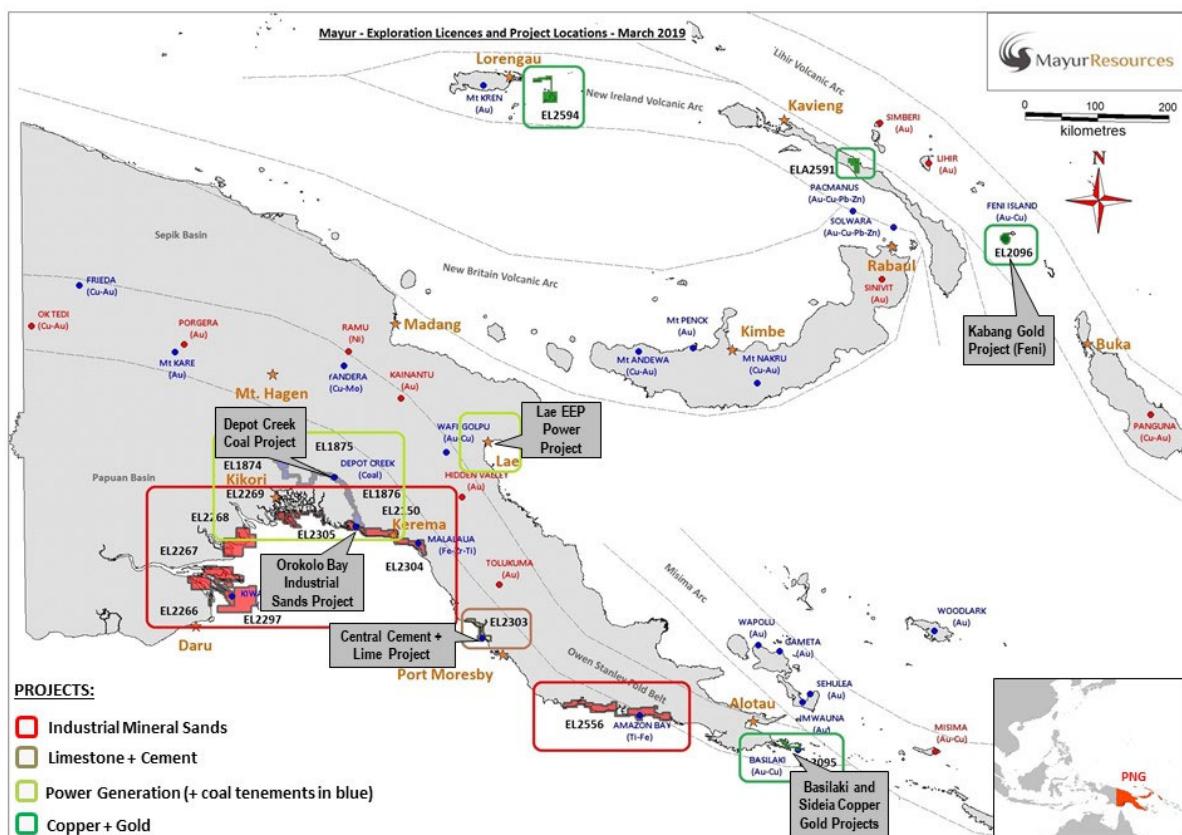 Mayur - Exploration Licences and Project Locations - March 2019
MayurResources
0 100 200
kilometres
N
Lorengau
Mt KREN
(Au)
EL2594
New Ireland Volcanic Arc
Lihir Volcanic Arc
Kavieng
SIMBERI
(Au)
LIHIR
(Au)
ELA2591
PACMANUS
(Au-Cu-Pb-Zn)
SOLWARA
(Au-Cu-Pb-Zn)
FENI ISLAND
(Au-Cu)
EL2096
Kabang Gold
Project (Feni)
Rabaul
SINIVIT
(Au)
Sepik Basin
New Britain Volcanic Arc
FRIEDA
(Cu-Au)
OK TEDI
(Cu-Au)
PORGERA
(Au)
Mt KARE
(Au)
RAMU
(Ni)
Madang
Mt. Hagen
YANDERA
(Cu-Mo)
KAINANTU
(Au)
Mt PENCK
(Au)
Kimbe
Mt ANDEWA
(Cu-Au)
Mt NAKRU
(Cu-Au)
Buka
PANGUNA
(Cu-Au)
Depot Creek
Coal Project
Lae EEP
Power
Project
WAFI GOLPU
(Au-Cu)
Lae
EL1875
EL1874
DEPOT CREEK
(Coal)
Papuan Basin
Kikori
EL2269
EL1876
HIDDEN VALLEY
(Au)
EL2268
EL2150
EL2305
Kerema
EL2267
MALALAUA
(Fe-Zr-Ti)
EL2304
Orokolo Bay
Industrial
Sands Project
TOLUKUMA
(Au)
KIWA
EL2266
EL2297
Daru
EL2303
Central Cement +
Lime Project
Port Moresby
Misima Arc
WOODLARK
(Au)
WAPOLU
(Au)
GAMETA
(Au)
Owen Stanley Fold Belt
SEHULEA
(Au)
IMWAUNA
(Au)
Alotau
EL2556
AMAZON BAY
(Ti-Fe)
MISIMA
(Au-Cu)
BASILAKI
(Au-Cu)
2095
Basilaki and
Sideia Copper
Gold Projects
PROJECTS:
Industrial Mineral Sands
Limestone + Cement
Power Generation (+ coal tenements in blue)
Copper + Gold
PNG